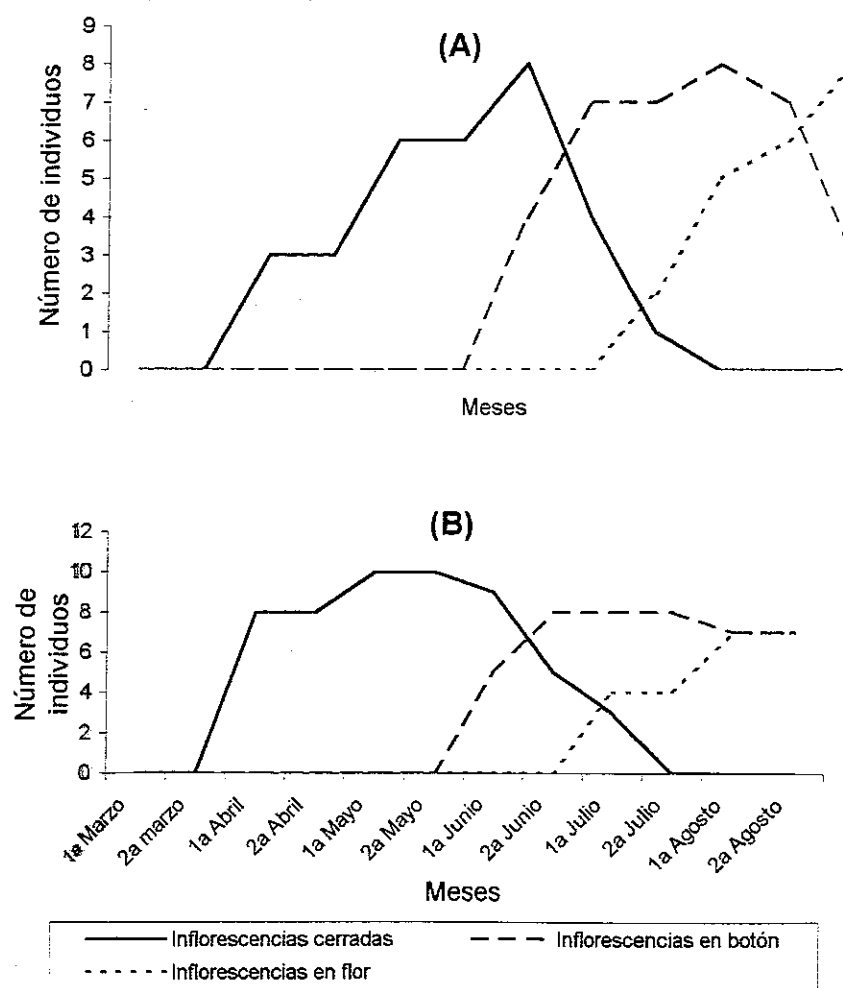 (A)
9
8
7
6
5
4
3
2
1
0
Número de individuos
Meses
(B)
12
10
8
6
4
2
0
Número de
individuos
1a Marzo
2a marzo
1a Abril
2a Abril
1a Mayo
2a Mayo
1a Junio
2a Junio
1a Julio
2a Julio
1a Agosto
2a Agosto
Meses
Inflorescencias cerradas
Inflorescencias en botón
Inflorescencias en flor